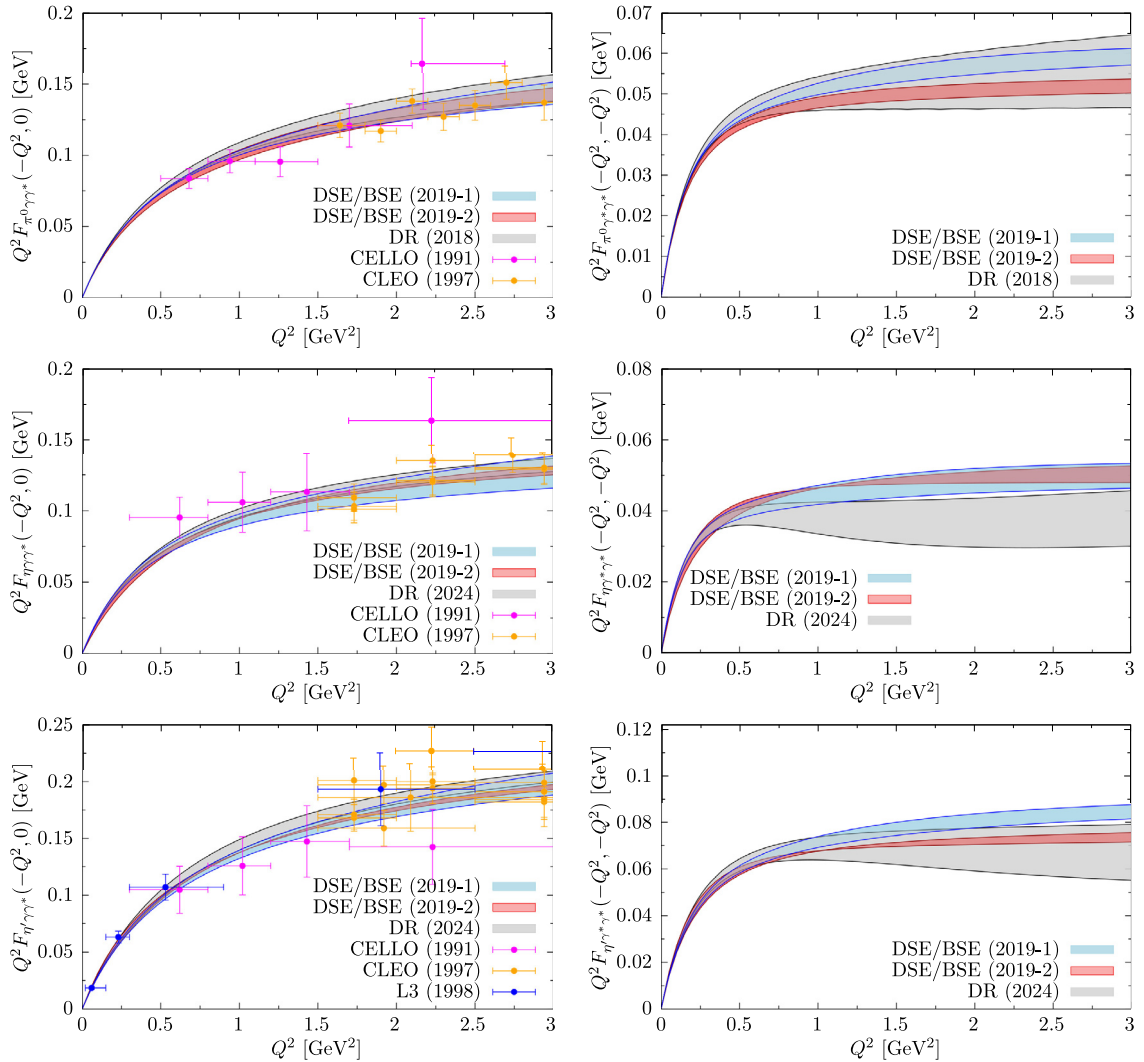 0.2
0.15
0.1
0.05
0
Q²F_{π⁰γγ*}(−Q², 0) [GeV]
DSE/BSE (2019-1)
DSE/BSE (2019-2)
DR (2018)
CELLO (1991)
CLEO (1997)
0 0.5 1 1.5 2 2.5 3
Q² [GeV²]
0.07
0.06
0.05
0.04
0.03
0.02
0.01
0
Q²F_{π⁰γ*γ*}(−Q², −Q²) [GeV]
DSE/BSE (2019-1)
DSE/BSE (2019-2)
DR (2018)
0 0.5 1 1.5 2 2.5 3
Q² [GeV²]
0.2
0.15
0.1
0.05
0
Q²F_{ηγγ*}(−Q², 0) [GeV]
DSE/BSE (2019-1)
DSE/BSE (2019-2)
DR (2024)
CELLO (1991)
CLEO (1997)
0 0.5 1 1.5 2 2.5 3
Q² [GeV²]
0.08
0.06
0.04
0.02
0
Q²F_{ηγ*γ*}(−Q², −Q²) [GeV]
DSE/BSE (2019-1)
DSE/BSE (2019-2)
DR (2024)
0 0.5 1 1.5 2 2.5 3
Q² [GeV²]
0.25
0.2
0.15
0.1
0.05
0
Q²F_{η′γγ*}(−Q², 0) [GeV]
DSE/BSE (2019-1)
DSE/BSE (2019-2)
DR (2024)
CELLO (1991)
CLEO (1997)
L3 (1998)
0 0.5 1 1.5 2 2.5 3
Q² [GeV²]
0.12
0.1
0.08
0.06
0.04
0.02
0
Q²F_{η′γ*γ*}(−Q², −Q²) [GeV]
DSE/BSE (2019-1)
DSE/BSE (2019-2)
DR (2024)
0 0.5 1 1.5 2 2.5 3
Q² [GeV²]